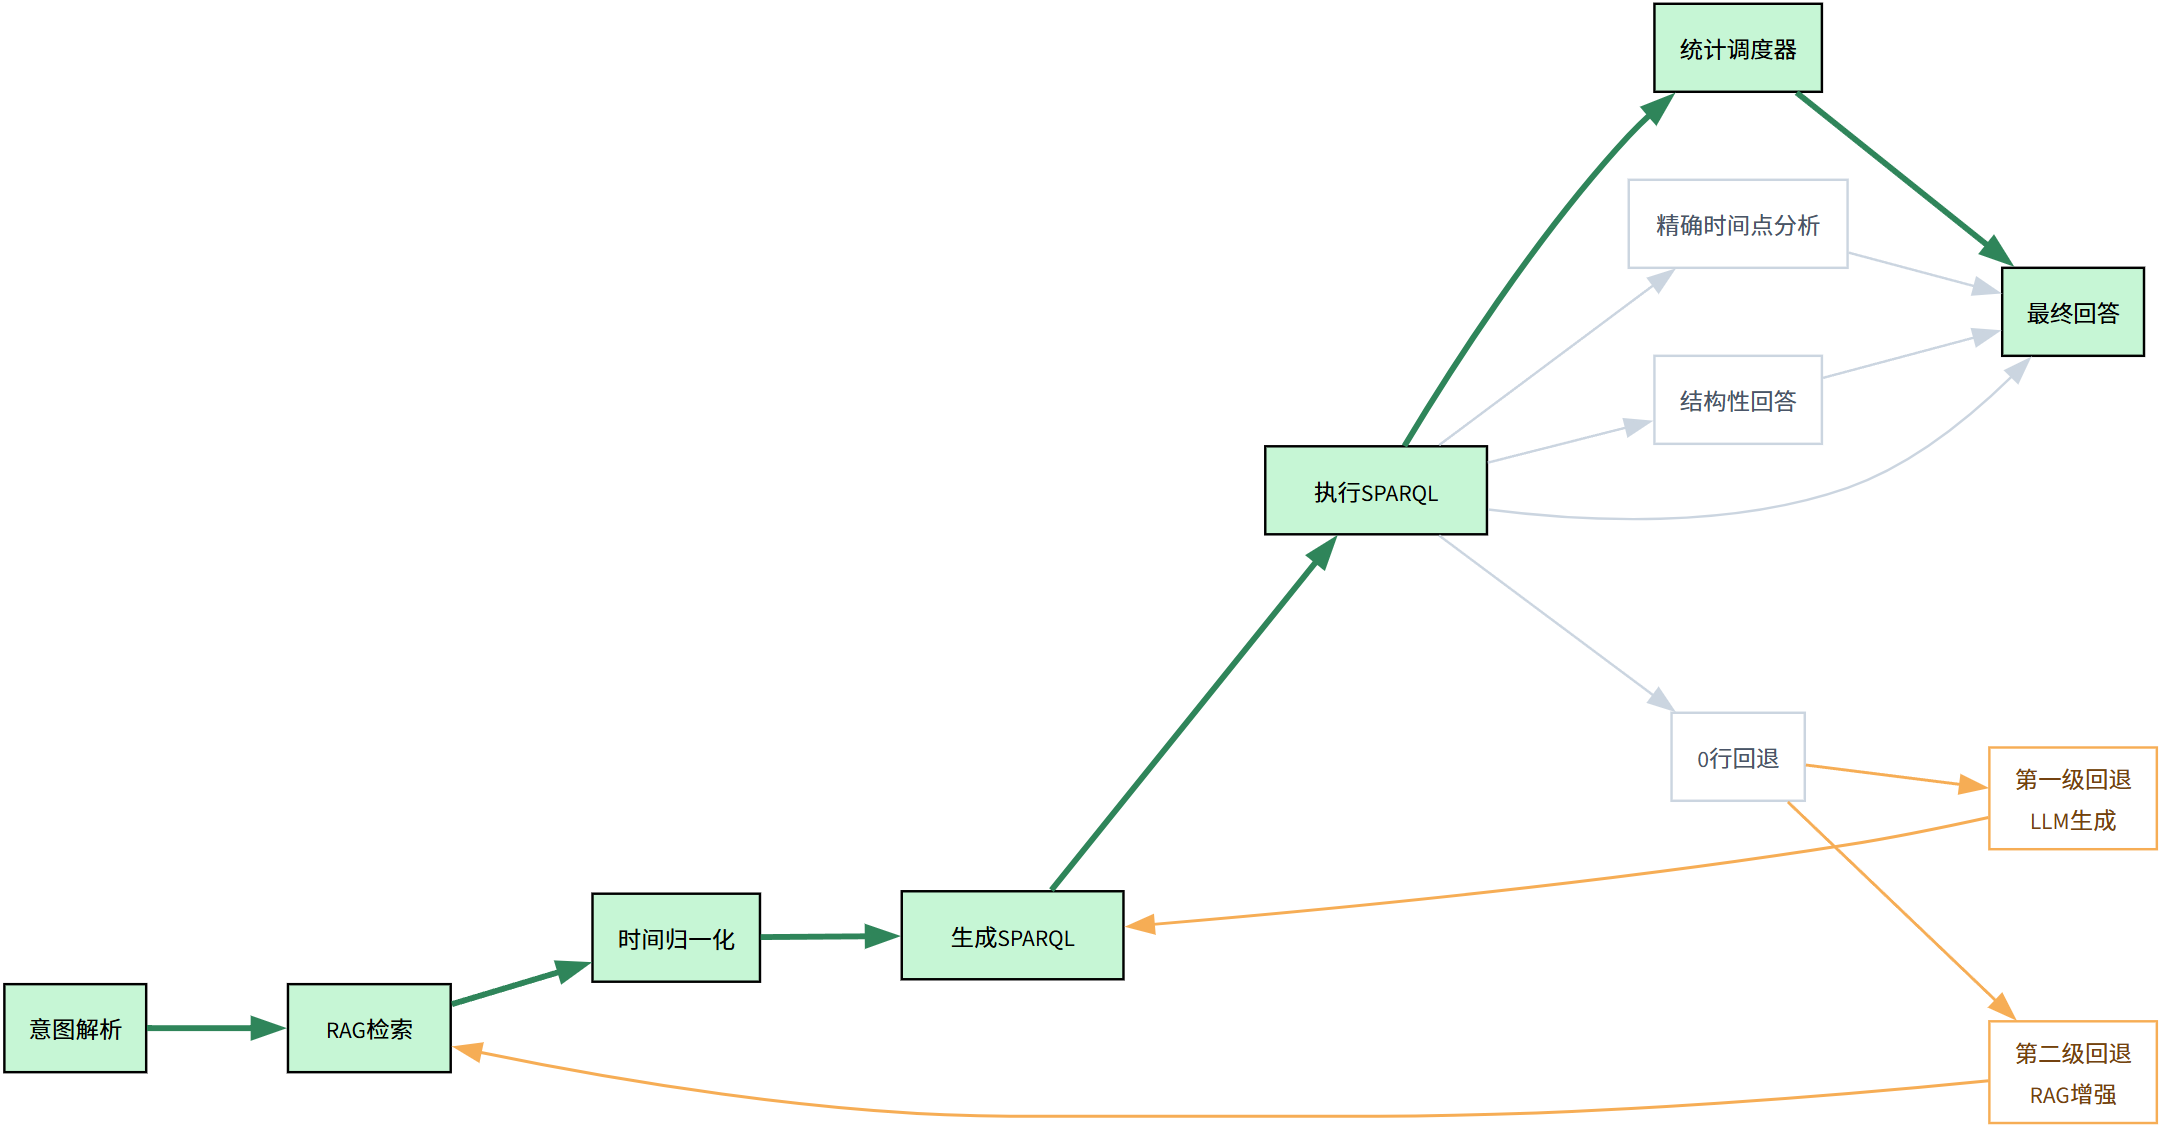 统计调度器
精确时间点分析
最终回答
结构性回答
执行SPARQL
0行回退
第一级回退
LLM生成
时间归一化
生成SPARQL
意图解析
RAG检索
第二级回退
RAG增强